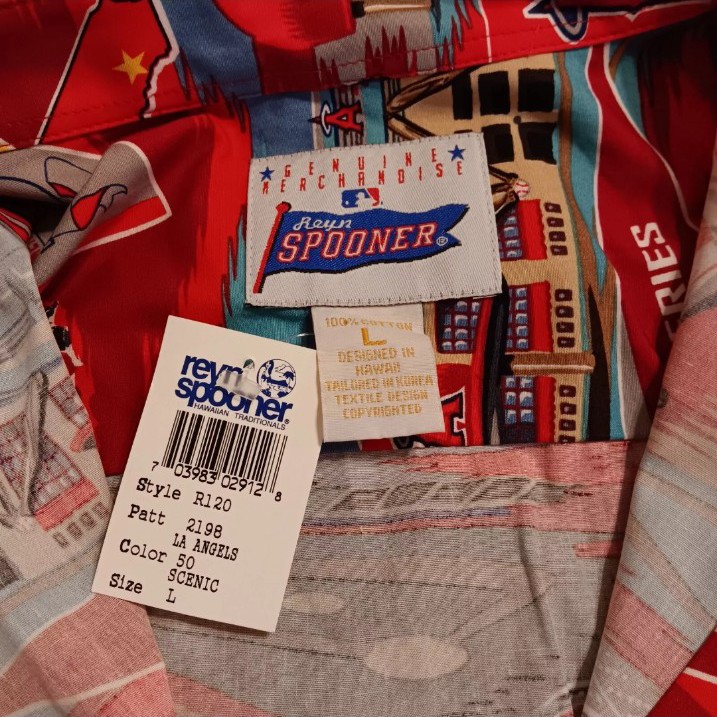 GENUINE
MERCHANDISE
Reyn
SPOONER®
100% COTTON
L
DESIGNED IN
HAWAII
TAILORED IN KOREA
TEXTILE DESIGN
COPYRIGHTED
reyn
spooner®
HAWAIIAN TRADITIONALS
7 03983 02912 8
Style R120
Patt 2198
LA ANGELS
Color 50
SCENIC
Size L
A
RIES